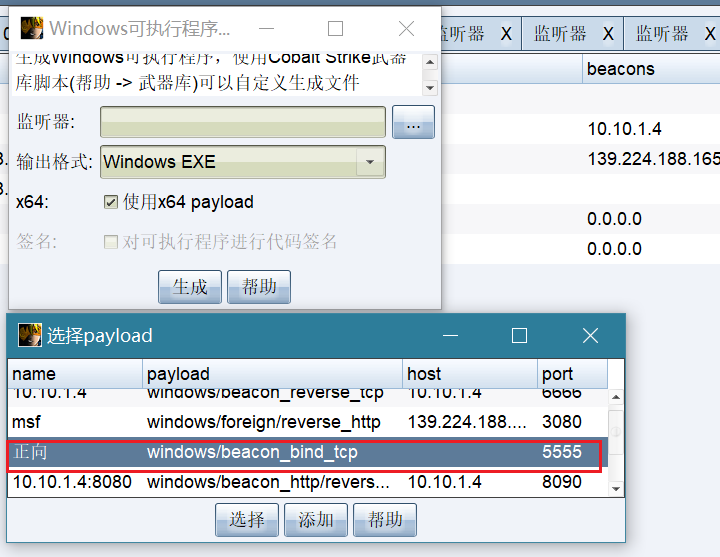 Windows可执行程序...
监听器 X
监听器 X
监听器 X
生成Windows可执行程序，使用Cobalt Strike武器
库脚本(帮助 -> 武器库)可以自定义生成文件
beacons
监听器:
...
10.10.1.4
输出格式: Windows EXE
139.224.188.165
x64: 使用x64 payload
0.0.0.0
签名: 对可执行程序进行代码签名
0.0.0.0
生成 帮助
选择payload
name payload host port
10.10.1.4 windows/beacon_reverse_tcp 10.10.1.4 6666
msf windows/foreign/reverse_http 139.224.188.... 3080
正向 windows/beacon_bind_tcp 5555
10.10.1.4:8080 windows/beacon_http/revers... 10.10.1.4 8090
选择 添加 帮助